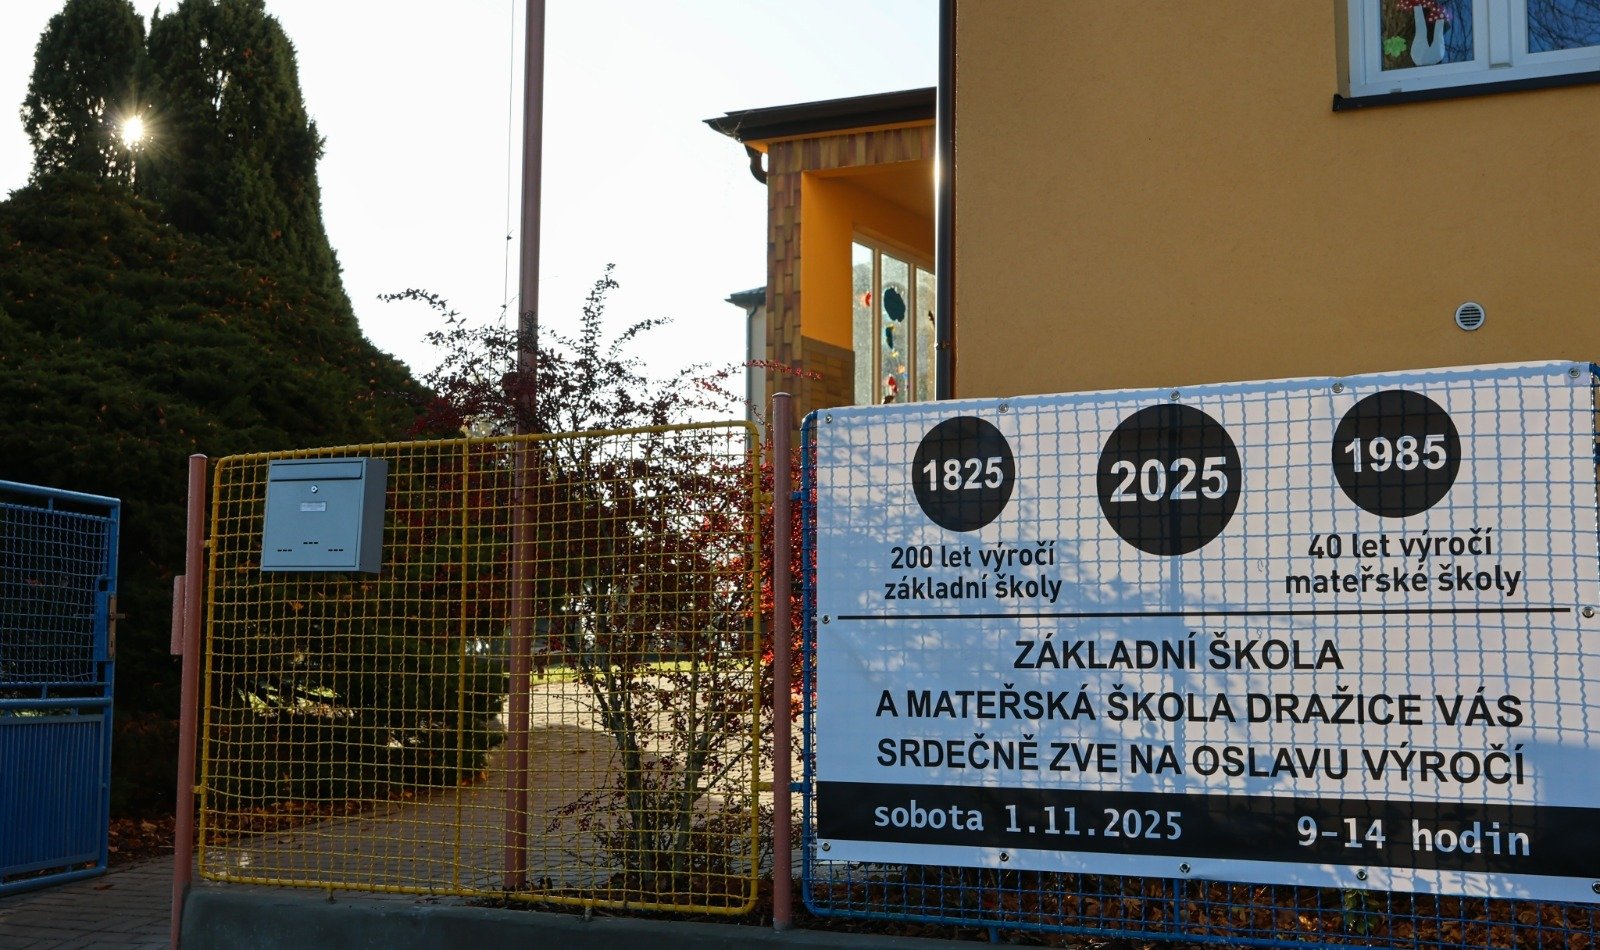 1825
2025
1985
200 let výročí
základní školy
40 let výročí
mateřské školy
ZÁKLADNÍ ŠKOLA
A MATEŘSKÁ ŠKOLA DRAŽICE VÁS
SRDEČNĚ ZVE NA OSLAVU VÝROČÍ
sobota 1.11.2025 9-14 hodin